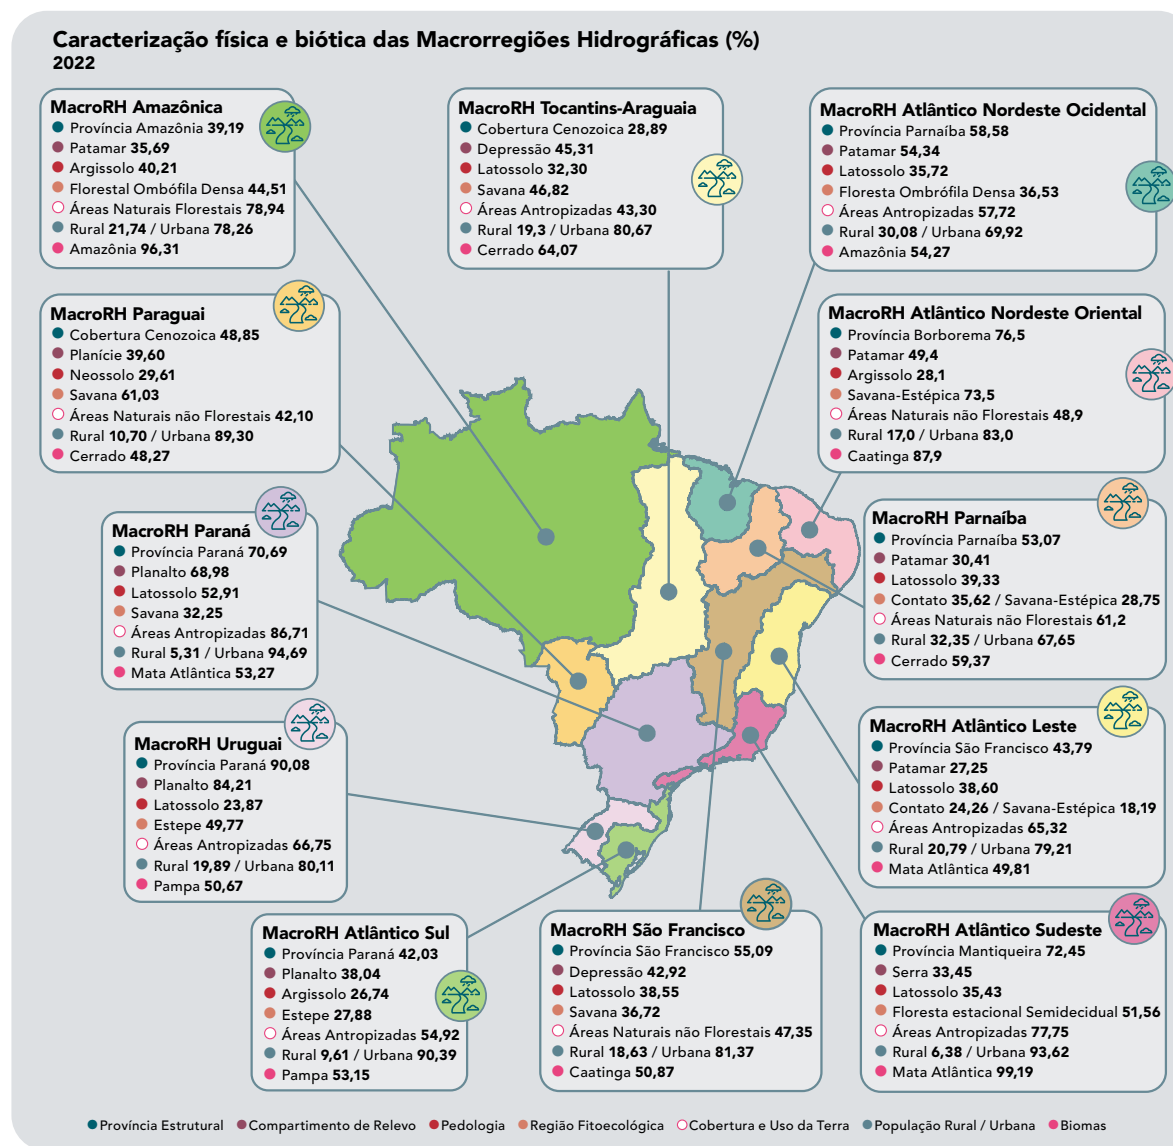 Caracterização física e biótica das Macrorregiões Hidrográficas (%)
2022
MacroRH Amazônica
Província Amazônia 39,19
Patamar 35,69
Argissolo 40,21
Florestal Ombófila Densa 44,51
Áreas Naturais Florestais 78,94
Rural 21,74 / Urbana 78,26
Amazônia 96,31
MacroRH Tocantins-Araguaia
Cobertura Cenozoica 28,89
Depressão 45,31
Latossolo 32,30
Savana 46,82
Áreas Antropizadas 43,30
Rural 19,3 / Urbana 80,67
Cerrado 64,07
MacroRH Atlântico Nordeste Ocidental
Província Parnaíba 58,58
Patamar 54,34
Latossolo 35,72
Floresta Ombrófila Densa 36,53
Áreas Antropizadas 57,72
Rural 30,08 / Urbana 69,92
Amazônia 54,27
MacroRH Paraguai
Cobertura Cenozoica 48,85
Planície 39,60
Neossolo 29,61
Savana 61,03
Áreas Naturais não Florestais 42,10
Rural 10,70 / Urbana 89,30
Cerrado 48,27
MacroRH Atlântico Nordeste Oriental
Província Borborema 76,5
Patamar 49,4
Argissolo 28,1
Savana-Estépica 73,5
Áreas Naturais não Florestais 48,9
Rural 17,0 / Urbana 83,0
Caatinga 87,9
MacroRH Paraná
Província Paraná 70,69
Planalto 68,98
Latossolo 52,91
Savana 32,25
Áreas Antropizadas 86,71
Rural 5,31 / Urbana 94,69
Mata Atlântica 53,27
MacroRH Parnaíba
Província Parnaíba 53,07
Patamar 30,41
Latossolo 39,33
Contato 35,62 / Savana-Estépica 28,75
Áreas Naturais não Florestais 61,2
Rural 32,35 / Urbana 67,65
Cerrado 59,37
MacroRH Uruguai
Província Paraná 90,08
Planalto 84,21
Latossolo 23,87
Estepe 49,77
Áreas Antropizadas 66,75
Rural 19,89 / Urbana 80,11
Pampa 50,67
MacroRH Atlântico Leste
Província São Francisco 43,79
Patamar 27,25
Latossolo 38,60
Contato 24,26 / Savana-Estépica 18,19
Áreas Antropizadas 65,32
Rural 20,79 / Urbana 79,21
Mata Atlântica 49,81
MacroRH Atlântico Sul
Província Paraná 42,03
Planalto 38,04
Argissolo 26,74
Estepe 27,88
Áreas Antropizadas 54,92
Rural 9,61 / Urbana 90,39
Pampa 53,15
MacroRH São Francisco
Província São Francisco 55,09
Depressão 42,92
Latossolo 38,55
Savana 36,72
Áreas Naturais não Florestais 47,35
Rural 18,63 / Urbana 81,37
Caatinga 50,87
MacroRH Atlântico Sudeste
Província Mantiqueira 72,45
Serra 33,45
Latossolo 35,43
Floresta estacional Semidecidual 51,56
Áreas Antropizadas 77,75
Rural 6,38 / Urbana 93,62
Mata Atlântica 99,19
Província Estrutural Compartimento de Relevo Pedologia Região Fitoecológica Cobertura e Uso da Terra População Rural / Urbana Biomas